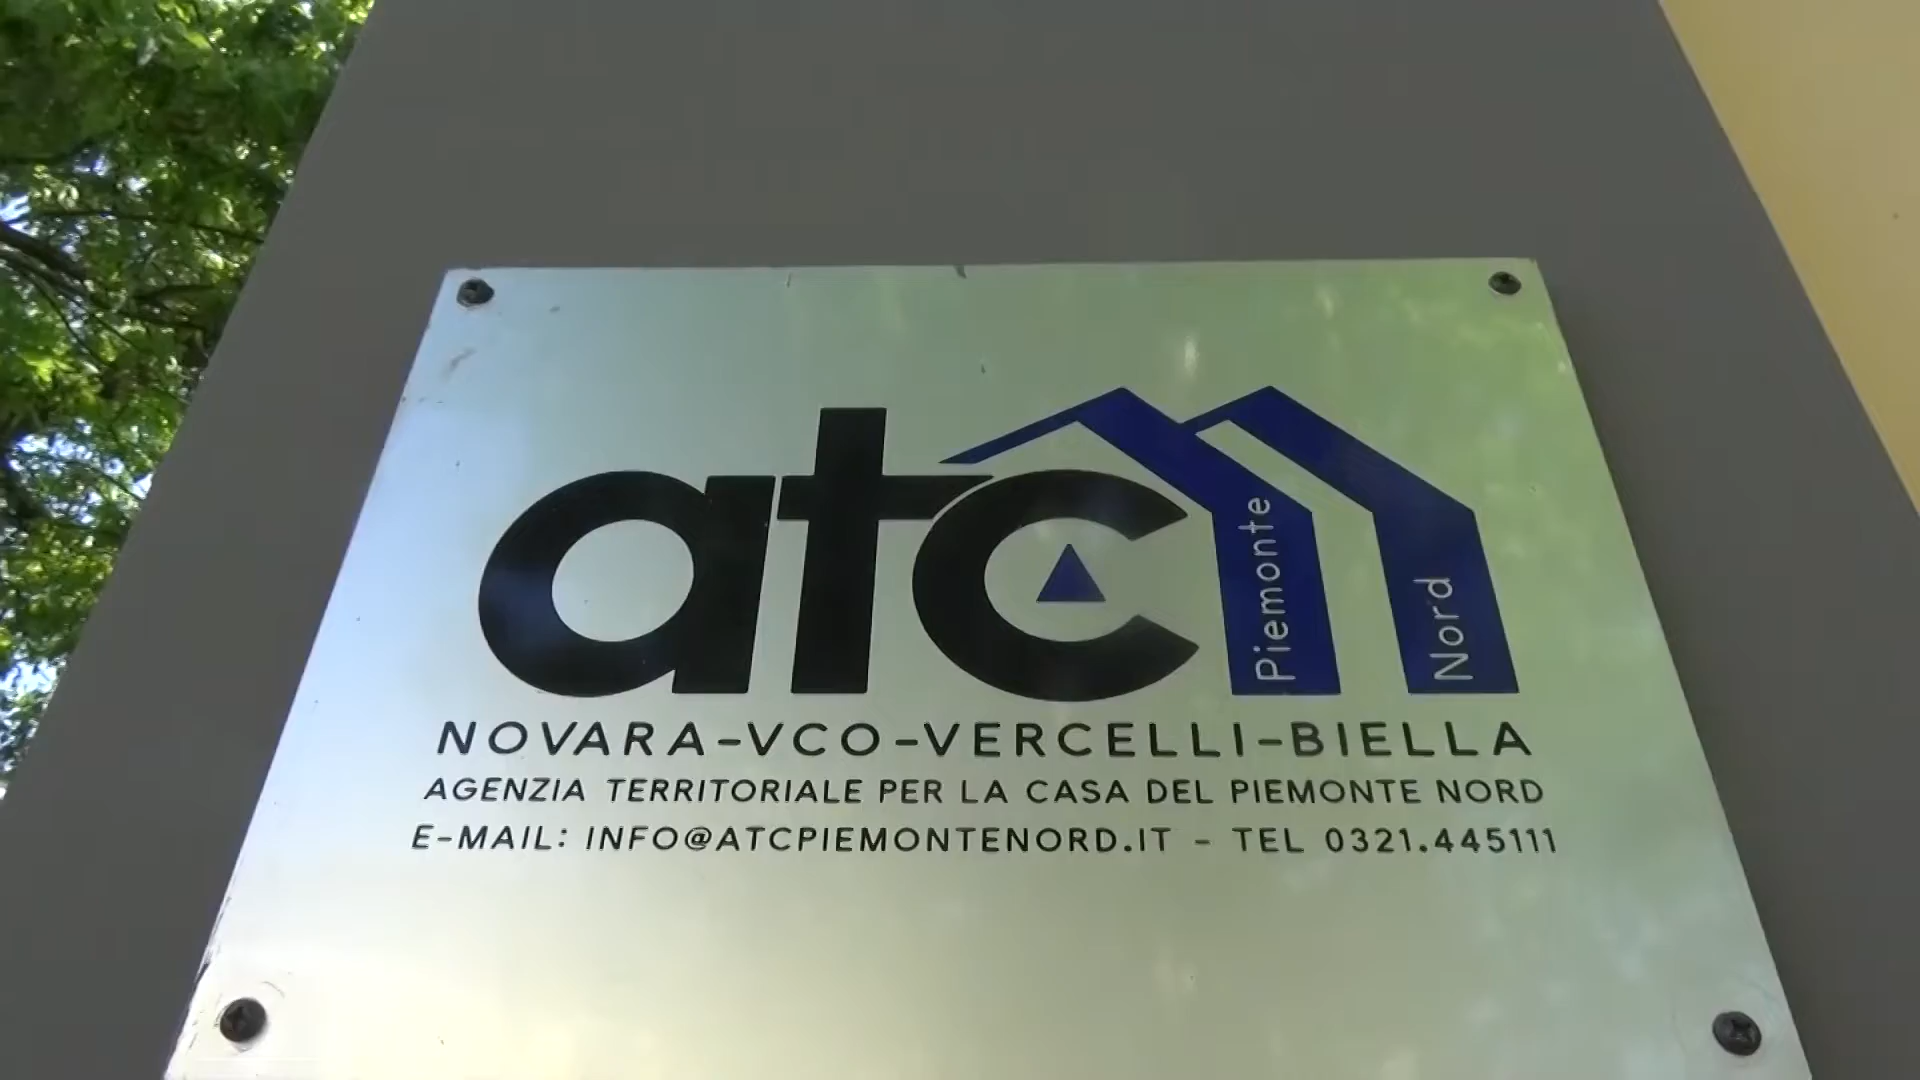 atc Piemonte Nord
NOVARA-VCO-VERCELLI-BIELLA
AGENZIA TERRITORIALE PER LA CASA DEL PIEMONTE NORD
E-MAIL: INFO@ATCPIEMONTENORD.IT - TEL 0321.445111